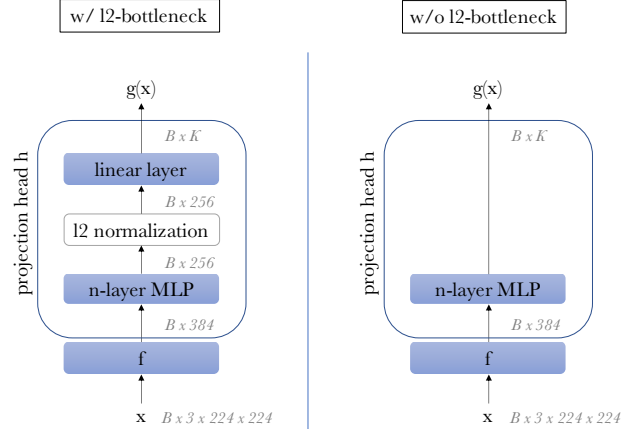 w/ l2-bottleneck
g(x)
B x K
linear layer
B x 256
l2 normalization
B x 256
n-layer MLP
B x 384
f
x B x 3 x 224 x 224
projection head h
w/o l2-bottleneck
g(x)
B x K
n-layer MLP
B x 384
f
x B x 3 x 224 x 224
projection head h